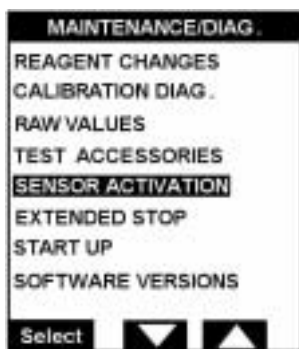 MAINTENANCE/DIAG.
REAGENT CHANGES
CALIBRATION DIAG.
RAW VALUES
TEST ACCESSORIES
SENSOR ACTIVATION
EXTENDED STOP
START UP
SOFTWARE VERSIONS
Select